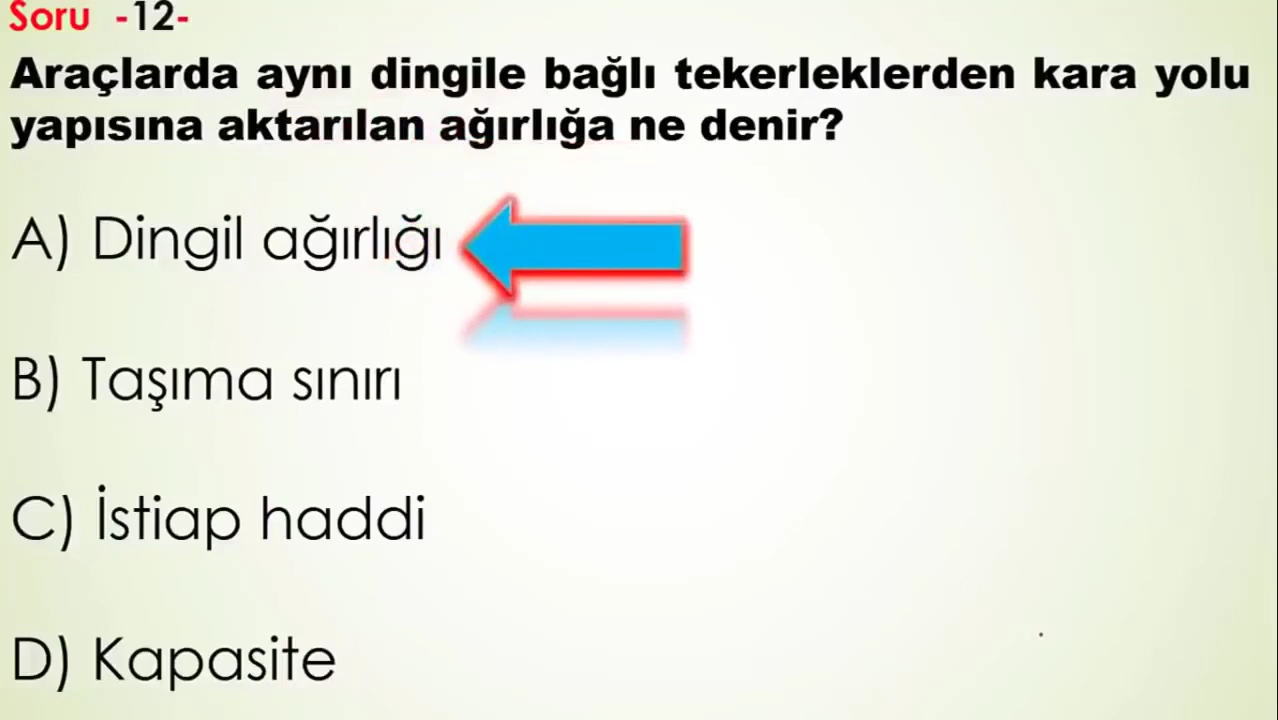 Soru -12-
Araçlarda aynı dingile bağlı tekerleklerden kara yolu
yapısına aktarılan ağırlığa ne denir?
A) Dingil ağırlığı
B) Taşıma sınırı
C) İstiap haddi
D) Kapasite